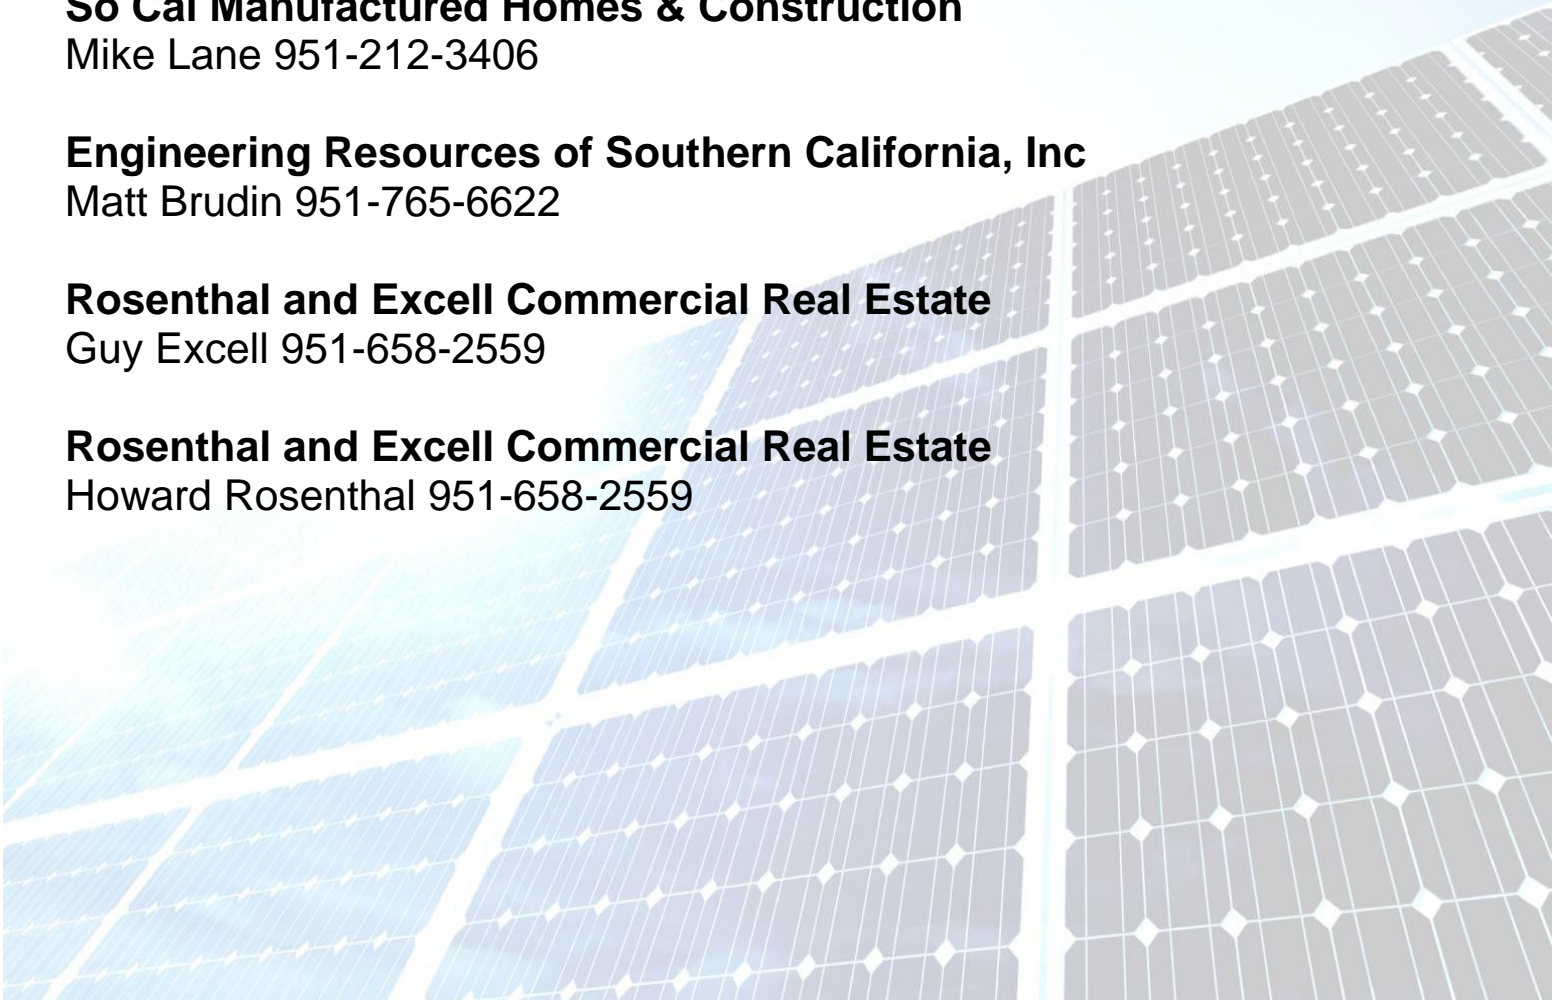 So Cal Manufactured Homes & Construction
Mike Lane 951-212-3406
Engineering Resources of Southern California, Inc
Matt Brudin 951-765-6622
Rosenthal and Excell Commercial Real Estate
Guy Excell 951-658-2559
Rosenthal and Excell Commercial Real Estate
Howard Rosenthal 951-658-2559